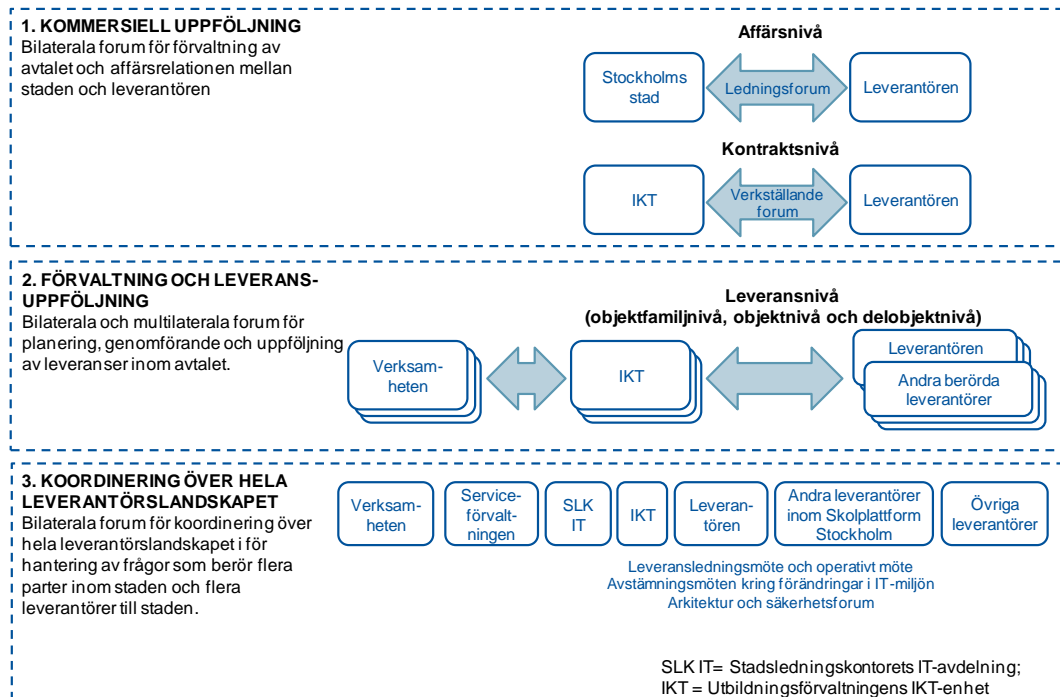 1. KOMMERSIELL UPPFÖLJNING
Bilaterala forum för förvaltning av
avtalet och affärsrelationen mellan
staden och leverantören
Affärsnivå
Stockholms
stad
Ledningsforum
Leverantören
Kontraktsnivå
IKT
Verkställande
forum
Leverantören
2. FÖRVALTNING OCH LEVERANS-
UPPFÖLJNING
Bilaterala och multilaterala forum för
planering, genomförande och uppföljning
av leveranser inom avtalet.
Leveransnivå
(objektfamiljnivå, objektnivå och delobjektnivå)
Verksam-
heten
IKT
Leverantören
Andra berörda
leverantörer
3. KOORDINERING ÖVER HELA
LEVERANTÖRSLANDSKAPET
Bilaterala forum för koordinering över
hela leverantörslandskapet i för
hantering av frågor som berör flera
parter inom staden och flera
leverantörer till staden.
Verksam-
heten
Service-
förvalt-
ningen
SLK
IT
IKT
Leveran-
tören
Andra leverantörer
inom Skolplattform
Stockholm
Övriga
leverantörer
Leveransledningsmöte och operativt möte
Avstämningsmöten kring förändringar i IT-miljön
Arkitektur och säkerhetsforum
SLK IT= Stadsledningskontorets IT-avdelning;
IKT = Utbildningsförvaltningens IKT-enhet